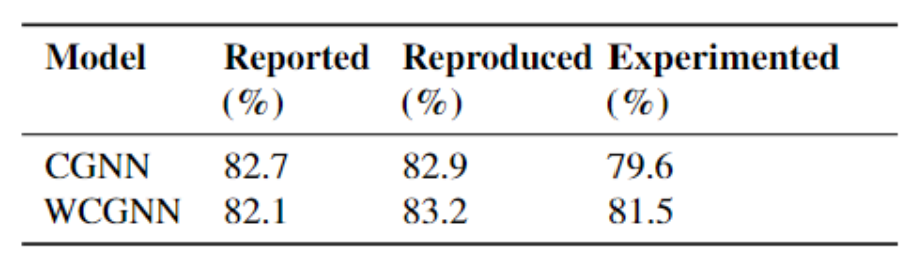 Model Reported Reproduced Experimented
(%) (%) (%)
CGNN 82.7 82.9 79.6
WCGNN 82.1 83.2 81.5